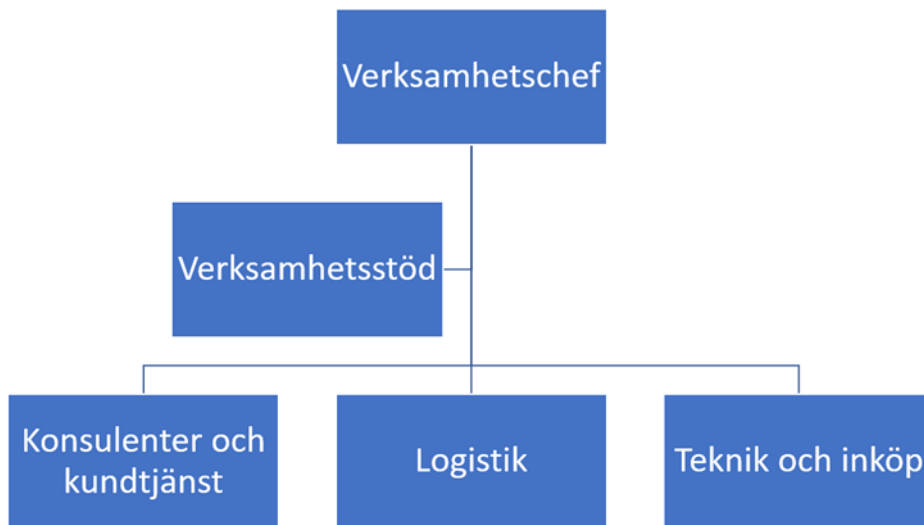 Verksamhetschef
Verksamhetsstöd
Konsulenter och
kundtjänst
Logistik
Teknik och inköp